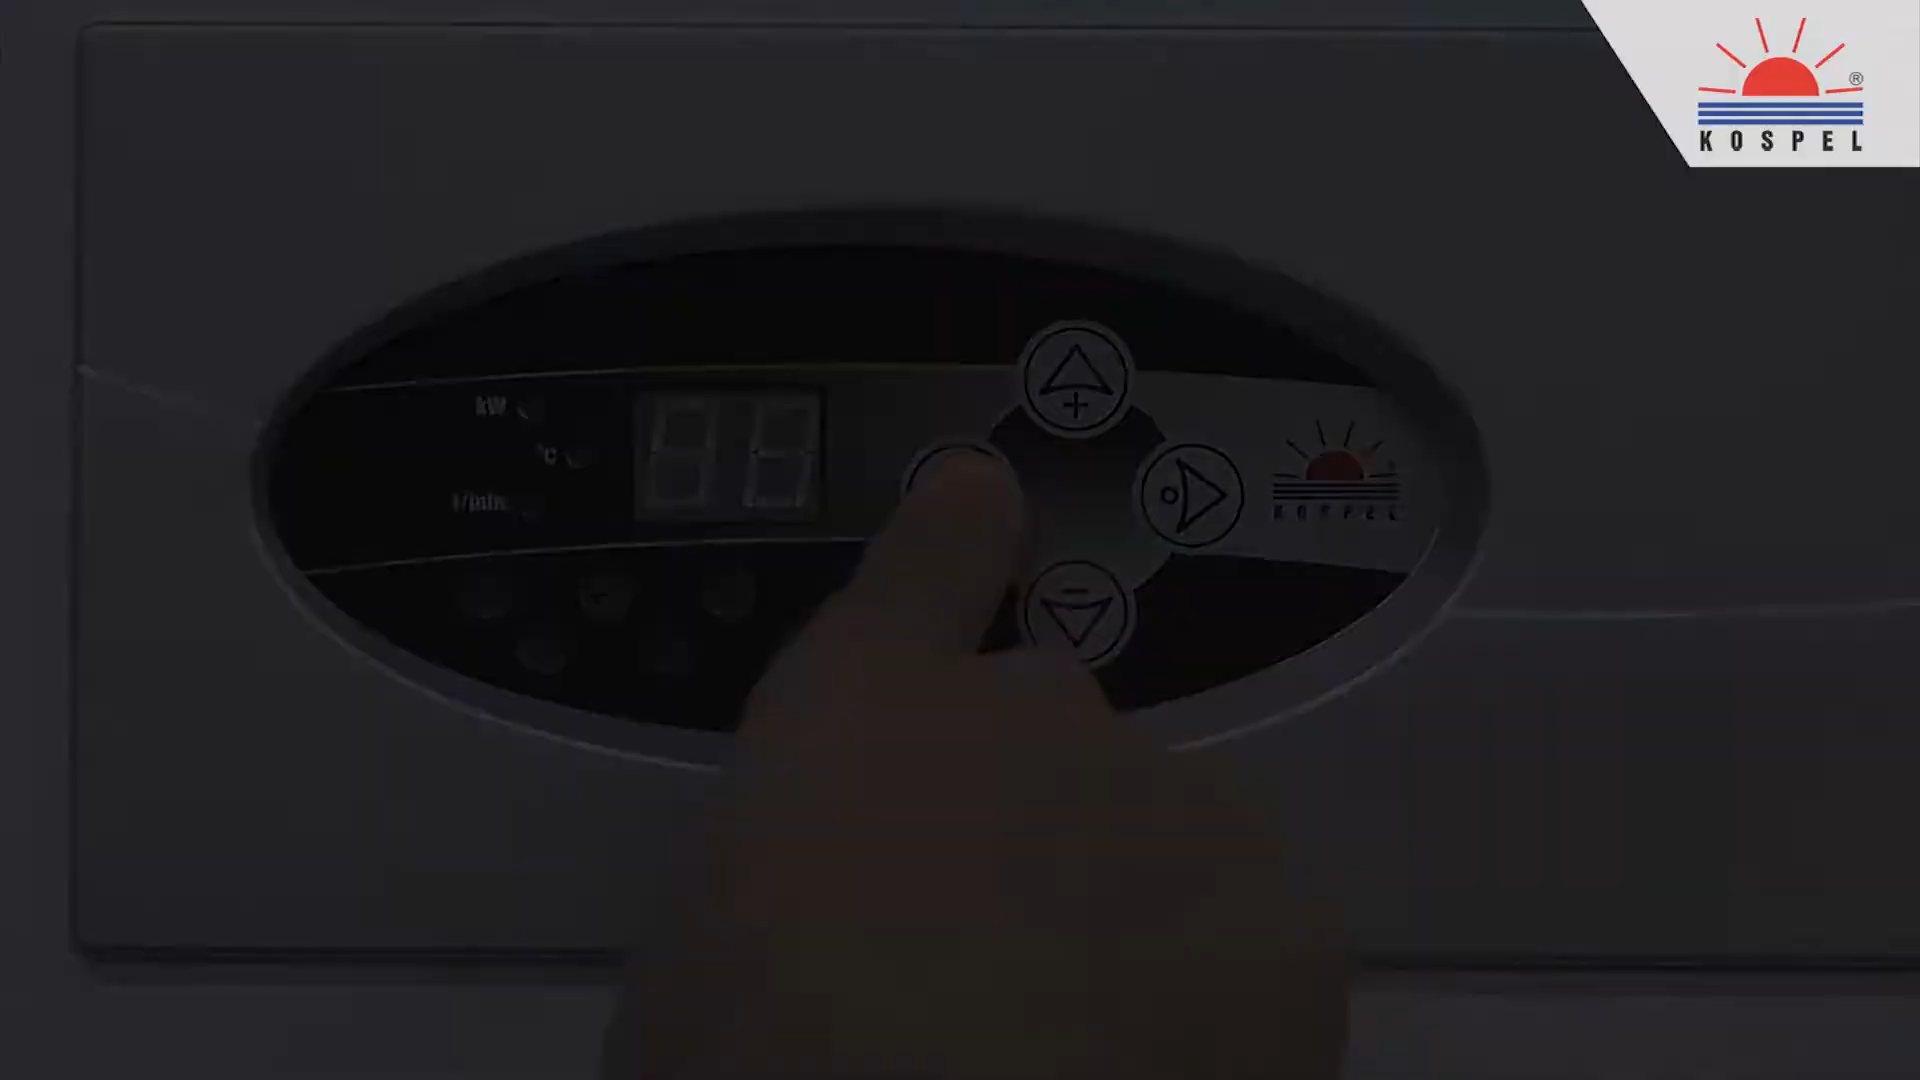 KOSPEL
®
kW
°C
l/min
+
KOSPEL
-